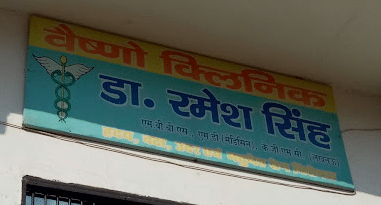 वैष्णो क्लिनिक
डा. रमेश सिंह
एम.बी.बी.एस., एम.डी (मेडिसिन), के.जी.एम.सी. (लखनऊ)